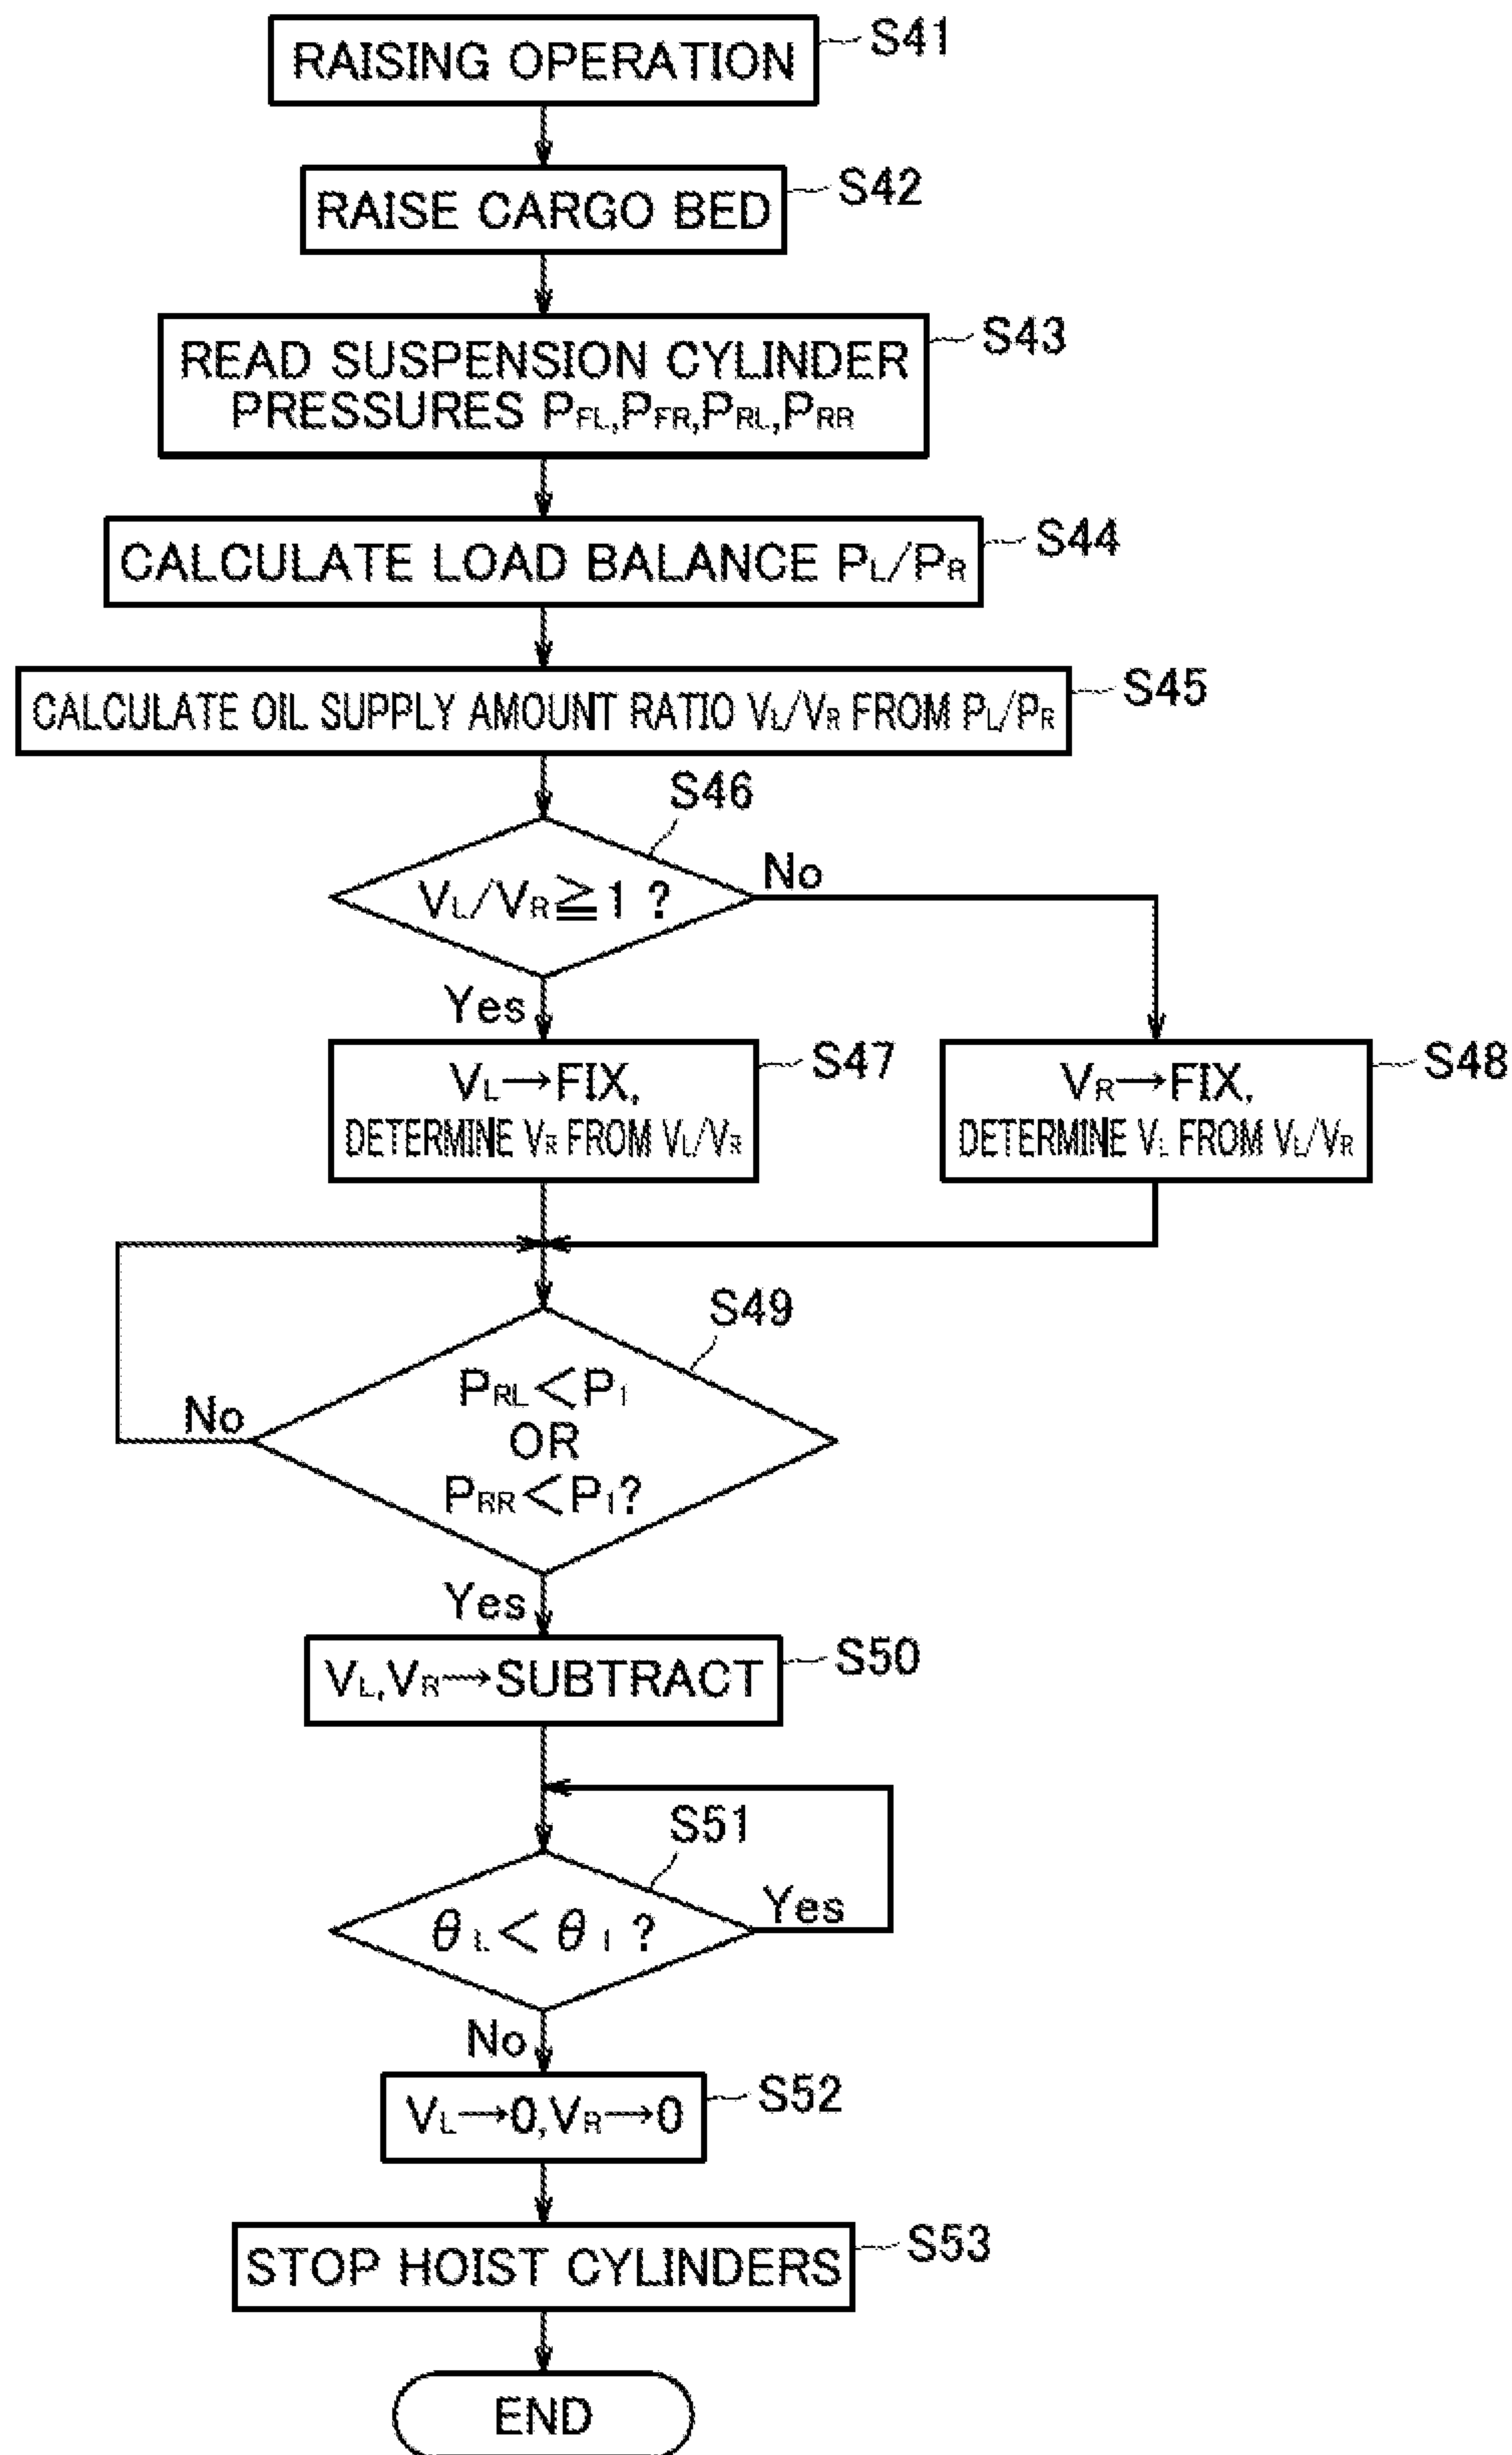 RAISING OPERATION
S41
RAISE CARGO BED
S42
READ SUSPENSION CYLINDER
PRESSURES PFL,PFR,PRL,PRR
S43
CALCULATE LOAD BALANCE PL/PR
S44
CALCULATE OIL SUPPLY AMOUNT RATIO VL/VR FROM PL/PR
S45
S46
VL/VR≧1 ?
No
Yes
VL→FIX,
DETERMINE VR FROM VL/VR
S47
VR→FIX,
DETERMINE VL FROM VL/VR
S48
S49
PRL<P1
OR
PRR<P1?
No
Yes
VL,VR→SUBTRACT
S50
S51
θL<θ1 ?
Yes
No
VL→0,VR→0
S52
STOP HOIST CYLINDERS
S53
END